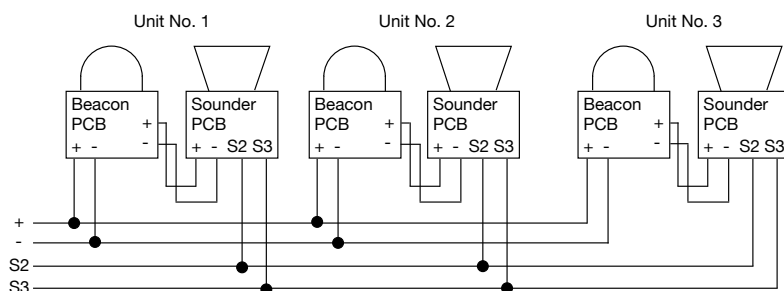 Unit No. 1 Unit No. 2 Unit No. 3
Beacon PCB + - + -
Sounder PCB + - S2 S3
Beacon PCB + - + -
Sounder PCB + - S2 S3
Beacon PCB + - + -
Sounder PCB + - S2 S3
+
-
S2
S3